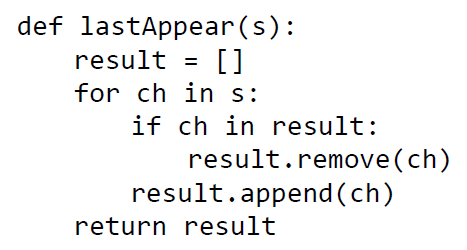 def lastAppear(s):
    result = []
    for ch in s:
        if ch in result:
            result.remove(ch)
        result.append(ch)
    return result